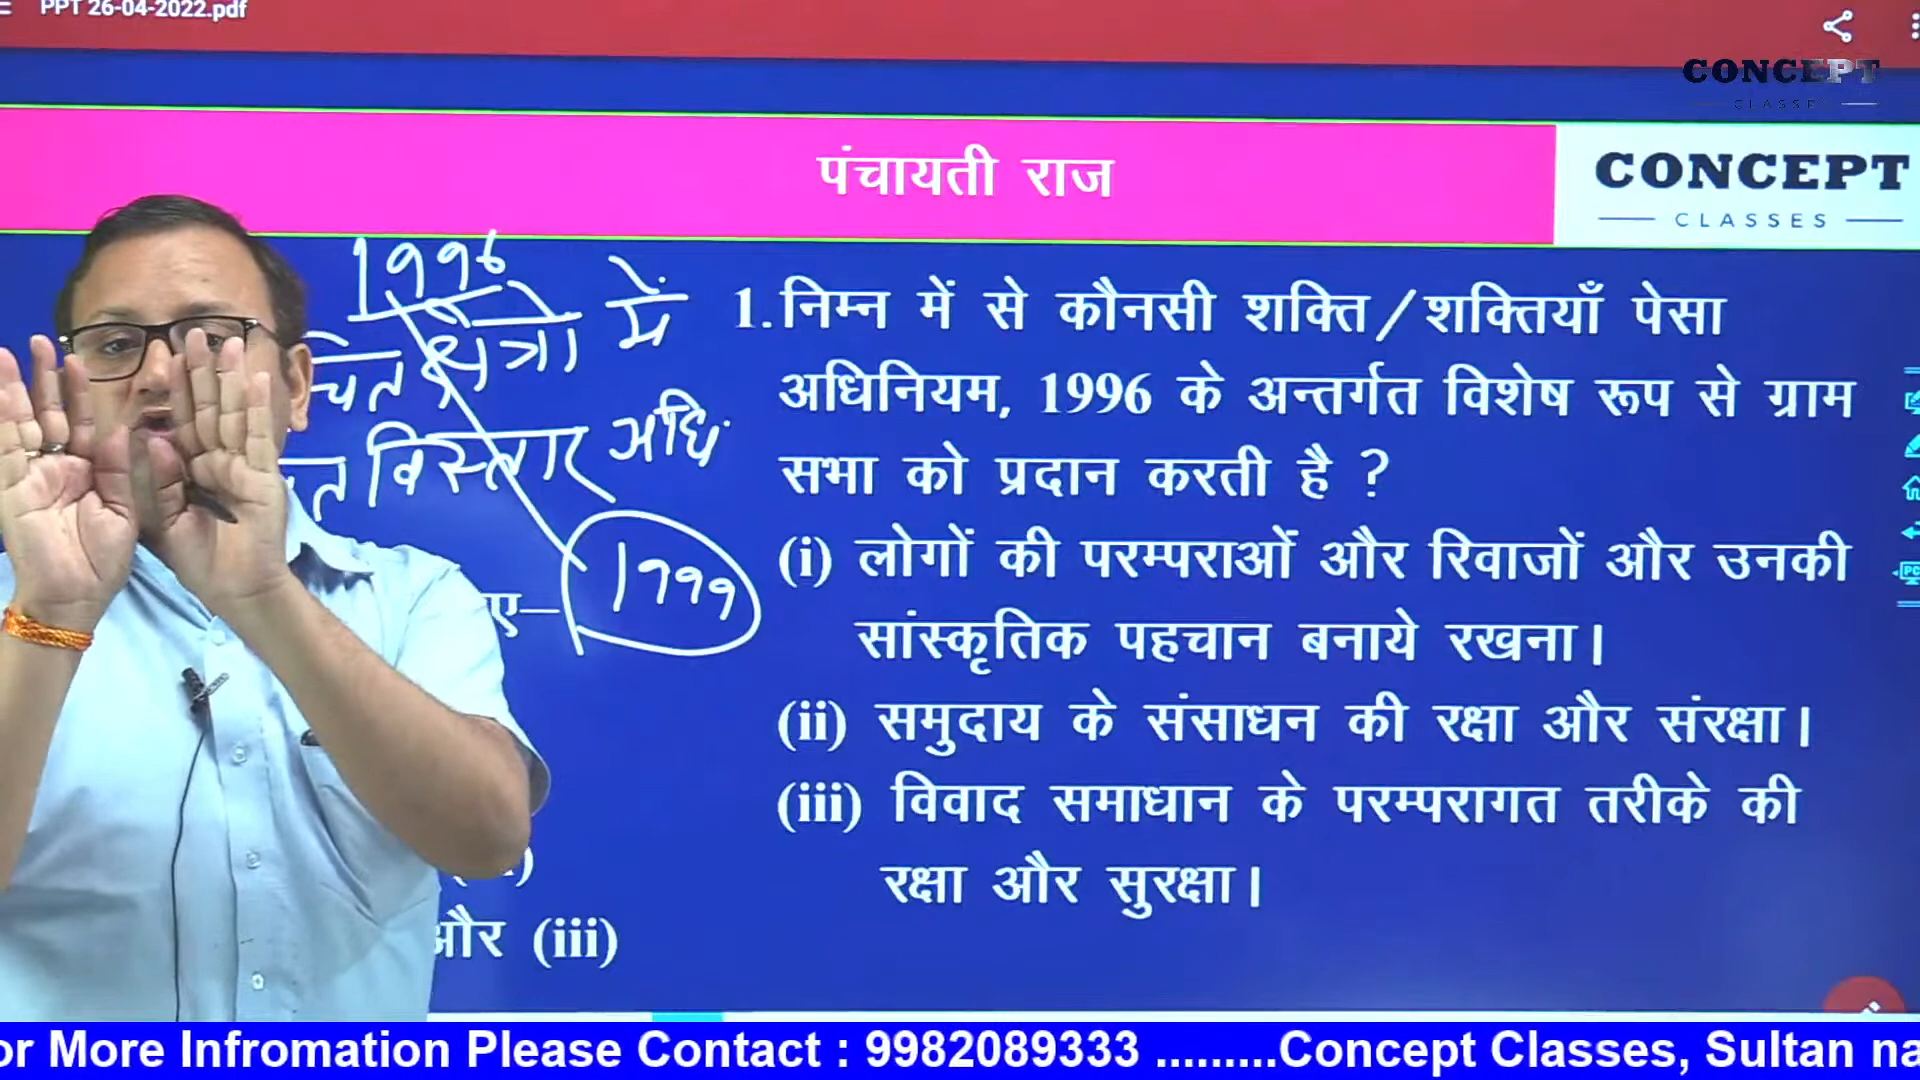 PPT 26-04-2022.pdf
CONCEPT
CLASSE
पंचायती राज
CONCEPT
CLASSES
1996
चित क्षेत्रो में
त विस्तार अधि.
1999
ए–
और (iii)
1. निम्न में से कौनसी शक्ति/शक्तियाँ पेसा
अधिनियम, 1996 के अन्तर्गत विशेष रूप से ग्राम
सभा को प्रदान करती है ?
(i) लोगों की परम्पराओं और रिवाजों और उनकी
सांस्कृतिक पहचान बनाये रखना।
(ii) समुदाय के संसाधन की रक्षा और संरक्षा।
(iii) विवाद समाधान के परम्परागत तरीके की
रक्षा और सुरक्षा।
or More Infromation Please Contact : 9982089333 .........Concept Classes, Sultan na